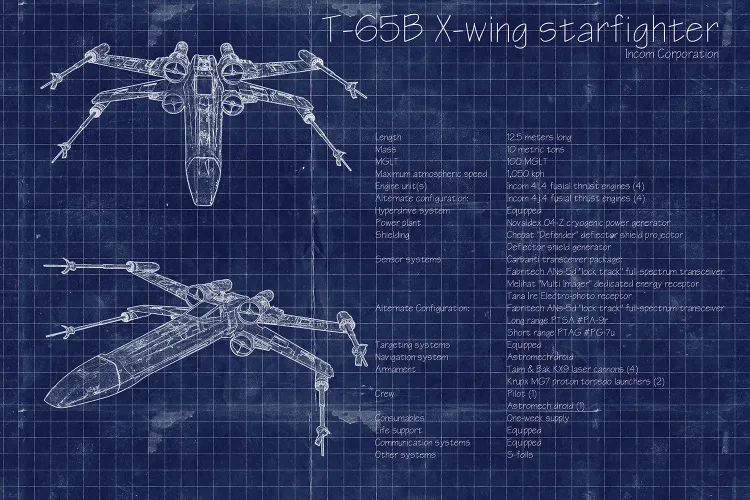 T-65B X-wing starfighter
Incom Corporation
Length 12.5 meters long
Mass 10 metric tons
MGLT 100 MGLT
Maximum atmospheric speed 1,050 kph
Engine unit(s) Incom 4L4 fusial thrust engines (4)
Alternate configuration: Incom 4J.4 fusial thrust engines (4)
Hyperdrive system Equipped
Power plant Novaldex 04-Z cryogenic power generator
Shielding Chepat "Defender" deflector shield projector
Deflector shield generator
Sensor systems Carbanti transceiver package:
Fabritech ANs-5d "lock track" full-spectrum transceiver
Melihat "Multi Imager" dedicated energy receptor
Tana Ire Electro-photo receptor
Alternate Configuration: Fabritech ANs-5d "lock track" full-spectrum transceiver
Long range PTSA #PA-9r
Short range PTAG #PG-7u
Targeting systems Equipped
Navigation system Astromech droid
Armament Taim & Bak KX9 laser cannons (4)
Krupx MG7 proton torpedo launchers (2)
Crew Pilot (1)
Astromech droid (1)
Consumables One-week supply
Life support Equipped
Communication systems Equipped
Other systems S-foils